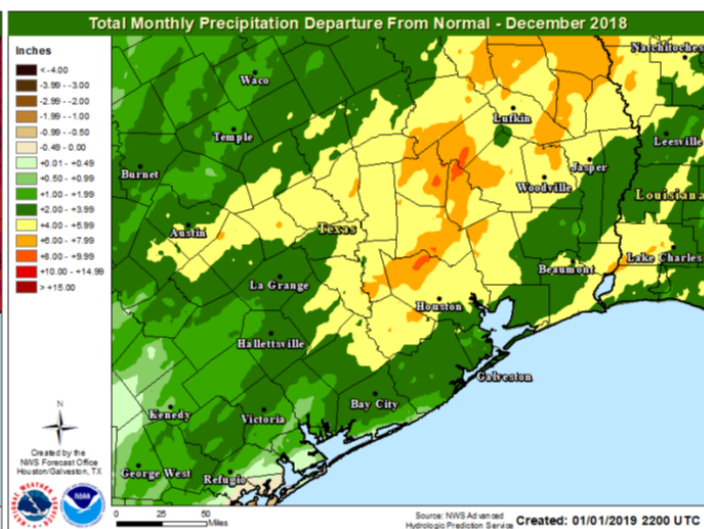 Total Monthly Precipitation Departure From Normal - December 2018
Inches
< -4.00
-3.99 - -3.00
-2.99 - -2.00
-1.99 - -1.00
-0.99 - -0.50
-0.49 - 0.00
+0.01 - +0.49
+0.50 - +0.99
+1.00 - +1.99
+2.00 - +3.99
+4.00 - +5.99
+6.00 - +7.99
+8.00 - +9.99
+10.00 - +14.99
> +15.00
Natchitoches
Waco
Lufkin
Temple
Leesville
Burnet
Jasper
Woodville
Louisiana
Austin
Texas
Lake Charles
Beaumont
La Grange
Houston
Hallettsville
Galveston
Bay City
Kenedy
Victoria
George West
Refugio
N
Created by the
NWS Forecast Office
Houston/Galveston, TX
NOAA
0 25 50
Miles
Source: NWS Advanced
Hydrologic Prediction Service
Created: 01/01/2019 2200 UTC